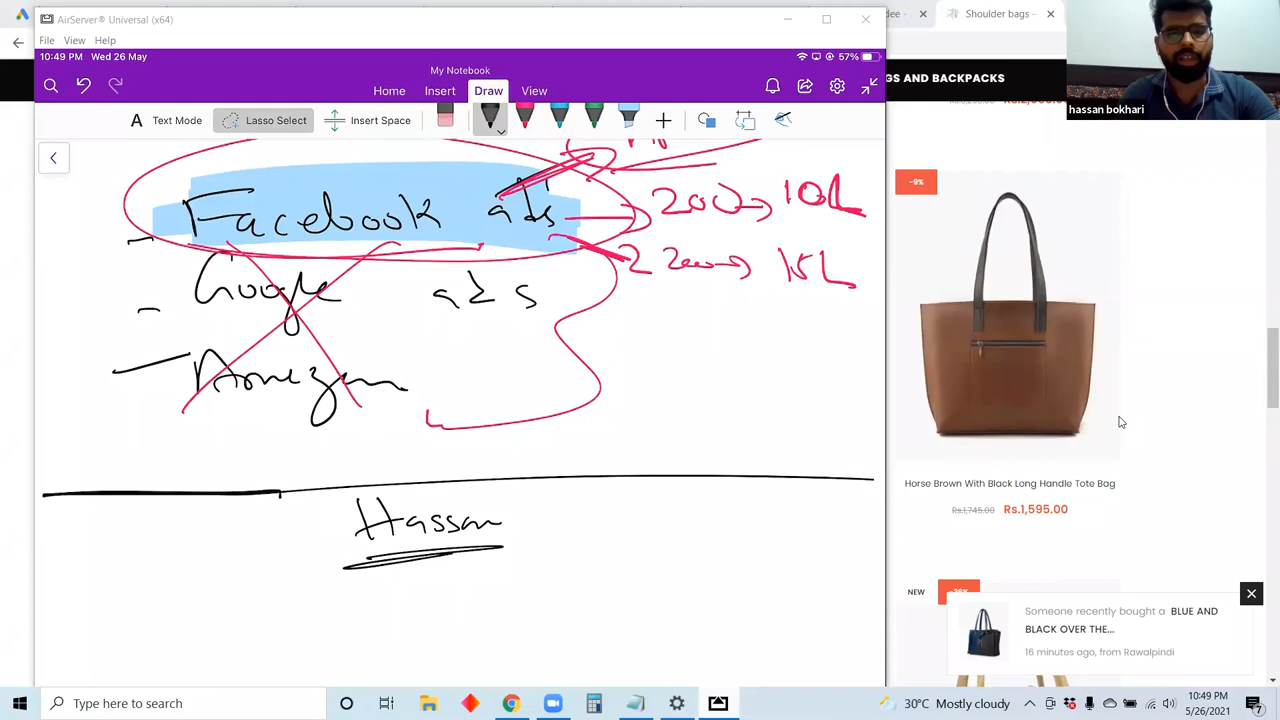 AirServer® Universal (x64)
dee
Shoulder bags –
File View Help
10:49 PM Wed 26 May
57%
My Notebook
Home Insert Draw View
GS AND BACKPACKS
hassan bokhari
Text Mode
Lasso Select
Insert Space
Facebook ads
200 → 10L
15L
Google ads
Amazon
Hassan
-9%
Horse Brown With Black Long Handle Tote Bag
Rs.1,745.00 Rs.1,595.00
NEW
Someone recently bought a BLUE AND
BLACK OVER THE...
16 minutes ago, from Rawalpindi
Type here to search
30°C Mostly cloudy
10:49 PM
5/26/2021
7